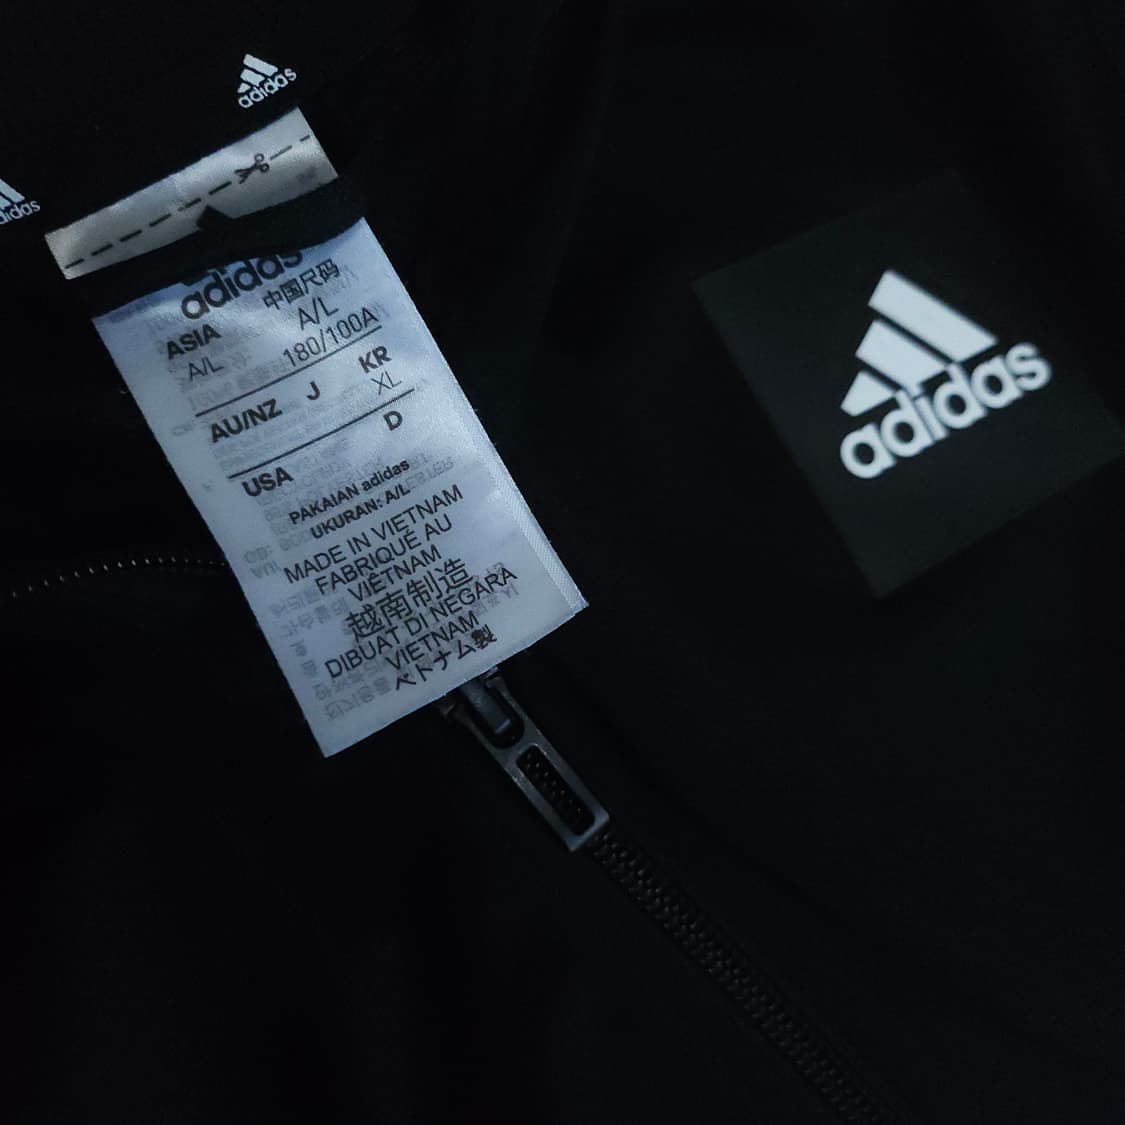 adidas
adidas
adidas
ASIA 中国尺码
A/L A/L
180/100A
AU/NZ J KR
XL
USA D
PAKAIAN adidas
UKURAN: A/L
MADE IN VIETNAM
FABRIQUÉ AU
VIÊTNAM
越南制造
DIBUAT DI NEGARA
VIETNAM
ベトナム製
adidas